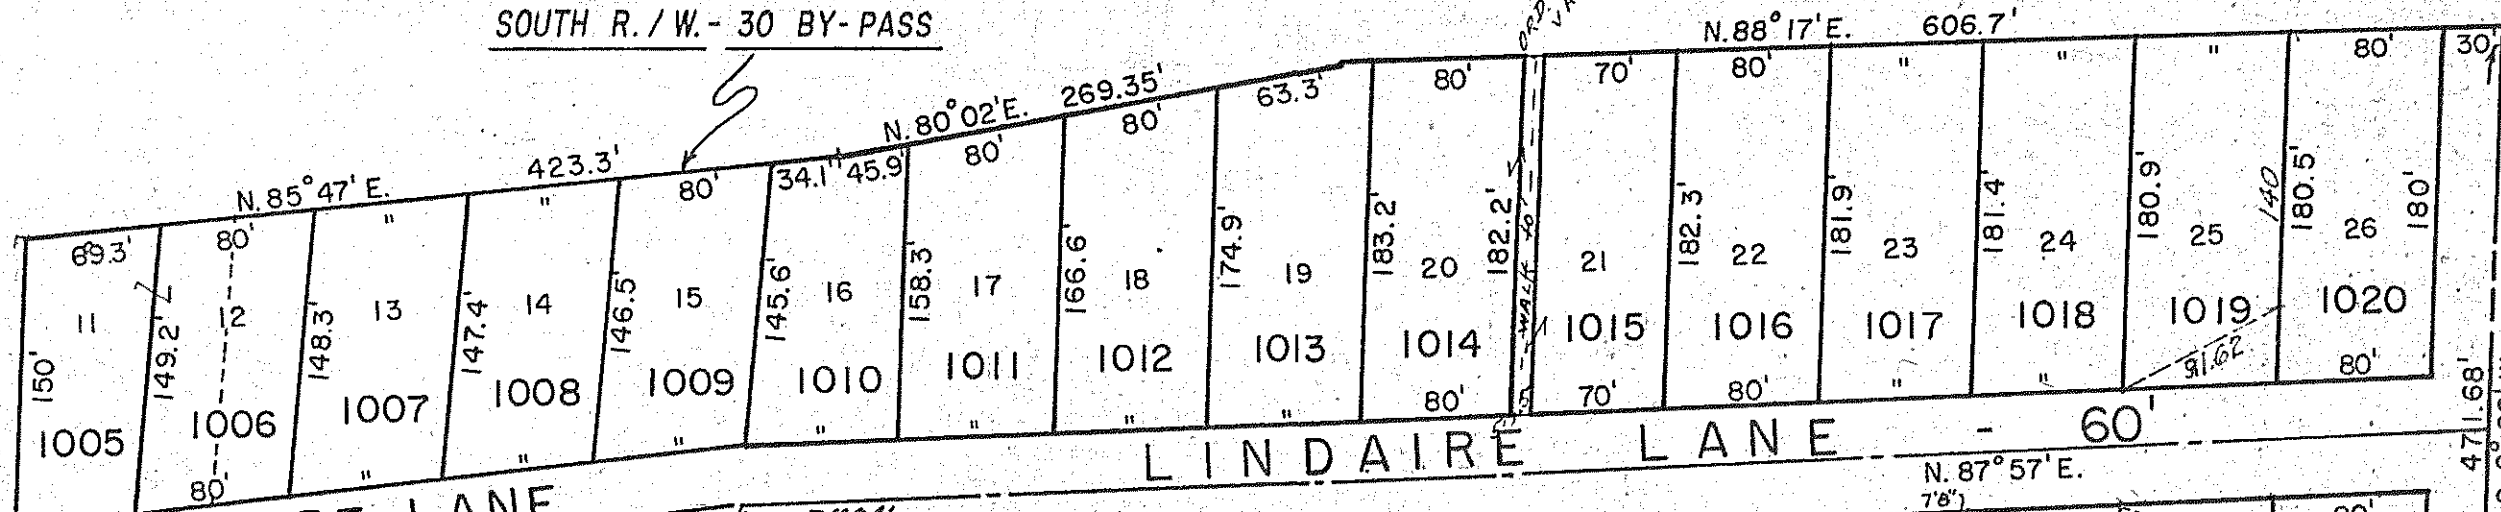 SOUTH R. / W. - 30 BY-PASS
N. 88° 17' E. 606.7'
N. 80° 02' E. 269.35'
N. 85° 47' E. 423.3'
69.3' 80' " " 80' 34.1' 45.9' 80' 80' 63.3' 80' 70' 80' " " " 80' 30'
150' 149.2' 148.3' 147.4' 146.5' 145.6' 158.3' 166.6' 174.9' 183.2' 182.2' 182.3' 181.9' 181.4' 180.9' 140 180.5' 180'
11 12 13 14 15 16 17 18 19 20 21 22 23 24 25 26
WALK
1005 1006 1007 1008 1009 1010 1011 1012 1013 1014 1015 1016 1017 1018 1019 1020
91.62
80' " " " " " " " 80' 70' 80' " " 80'
LINDAIRE LANE - 60'
471.68'
N. 87° 57' E.
LANE
7'8")
80'